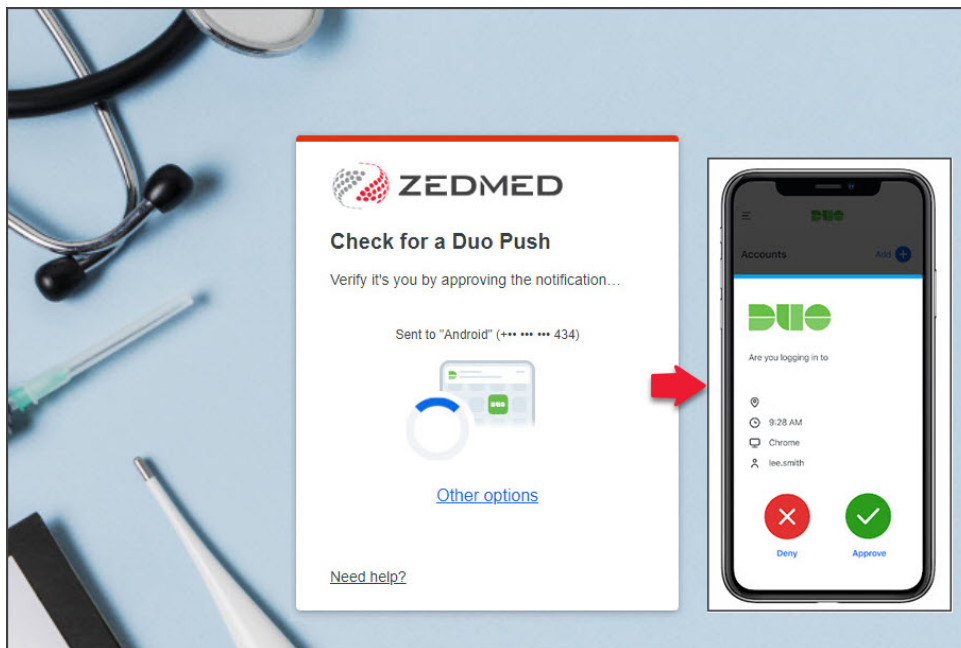 ZEDMED
Check for a Duo Push
Verify it's you by approving the notification…
Sent to "Android" (+•• ••• ••• 434)
Other options
Need help?
DUO
Accounts
Add
DUO
Are you logging in to
9:28 AM
Chrome
lee.smith
Deny
Approve